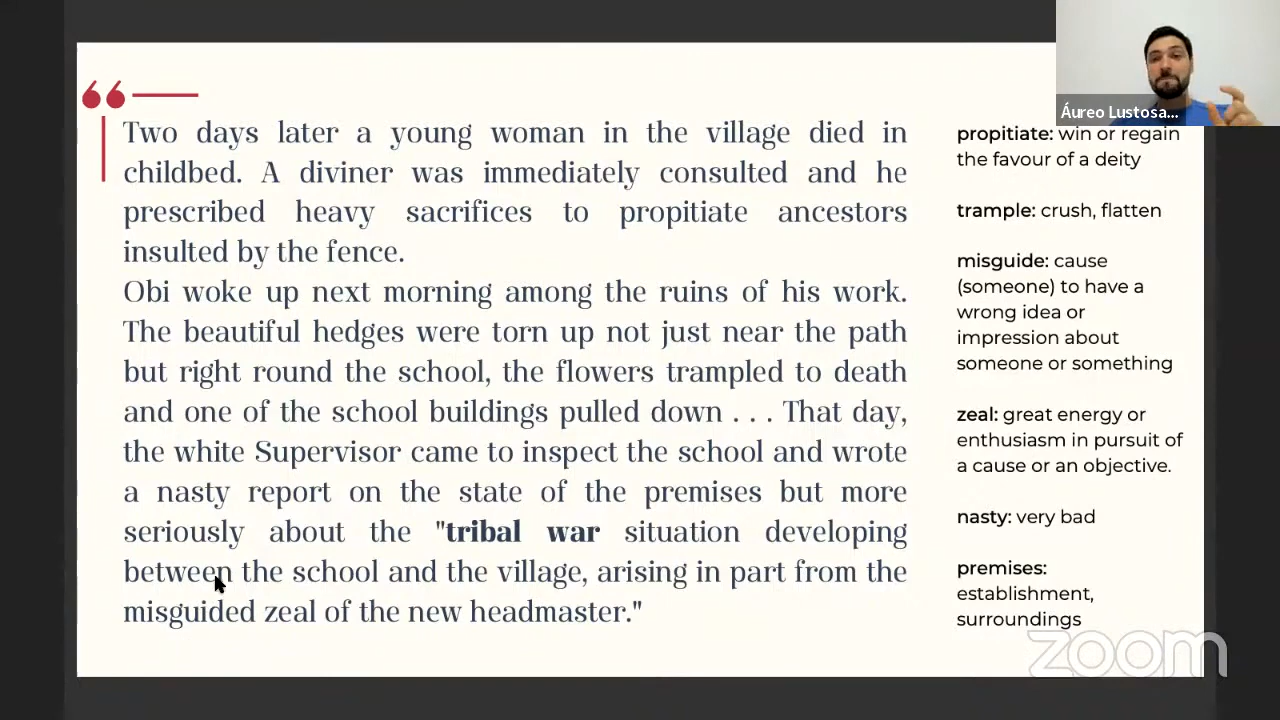 Áureo Lustosa...
“
Two days later a young woman in the village died in
childbed. A diviner was immediately consulted and he
prescribed heavy sacrifices to propitiate ancestors
insulted by the fence.
Obi woke up next morning among the ruins of his work.
The beautiful hedges were torn up not just near the path
but right round the school, the flowers trampled to death
and one of the school buildings pulled down . . . That day,
the white Supervisor came to inspect the school and wrote
a nasty report on the state of the premises but more
seriously about the "tribal war situation developing
between the school and the village, arising in part from the
misguided zeal of the new headmaster."
propitiate: win or regain
the favour of a deity
trample: crush, flatten
misguide: cause
(someone) to have a
wrong idea or
impression about
someone or something
zeal: great energy or
enthusiasm in pursuit of
a cause or an objective.
nasty: very bad
premises:
establishment,
surroundings
zoom